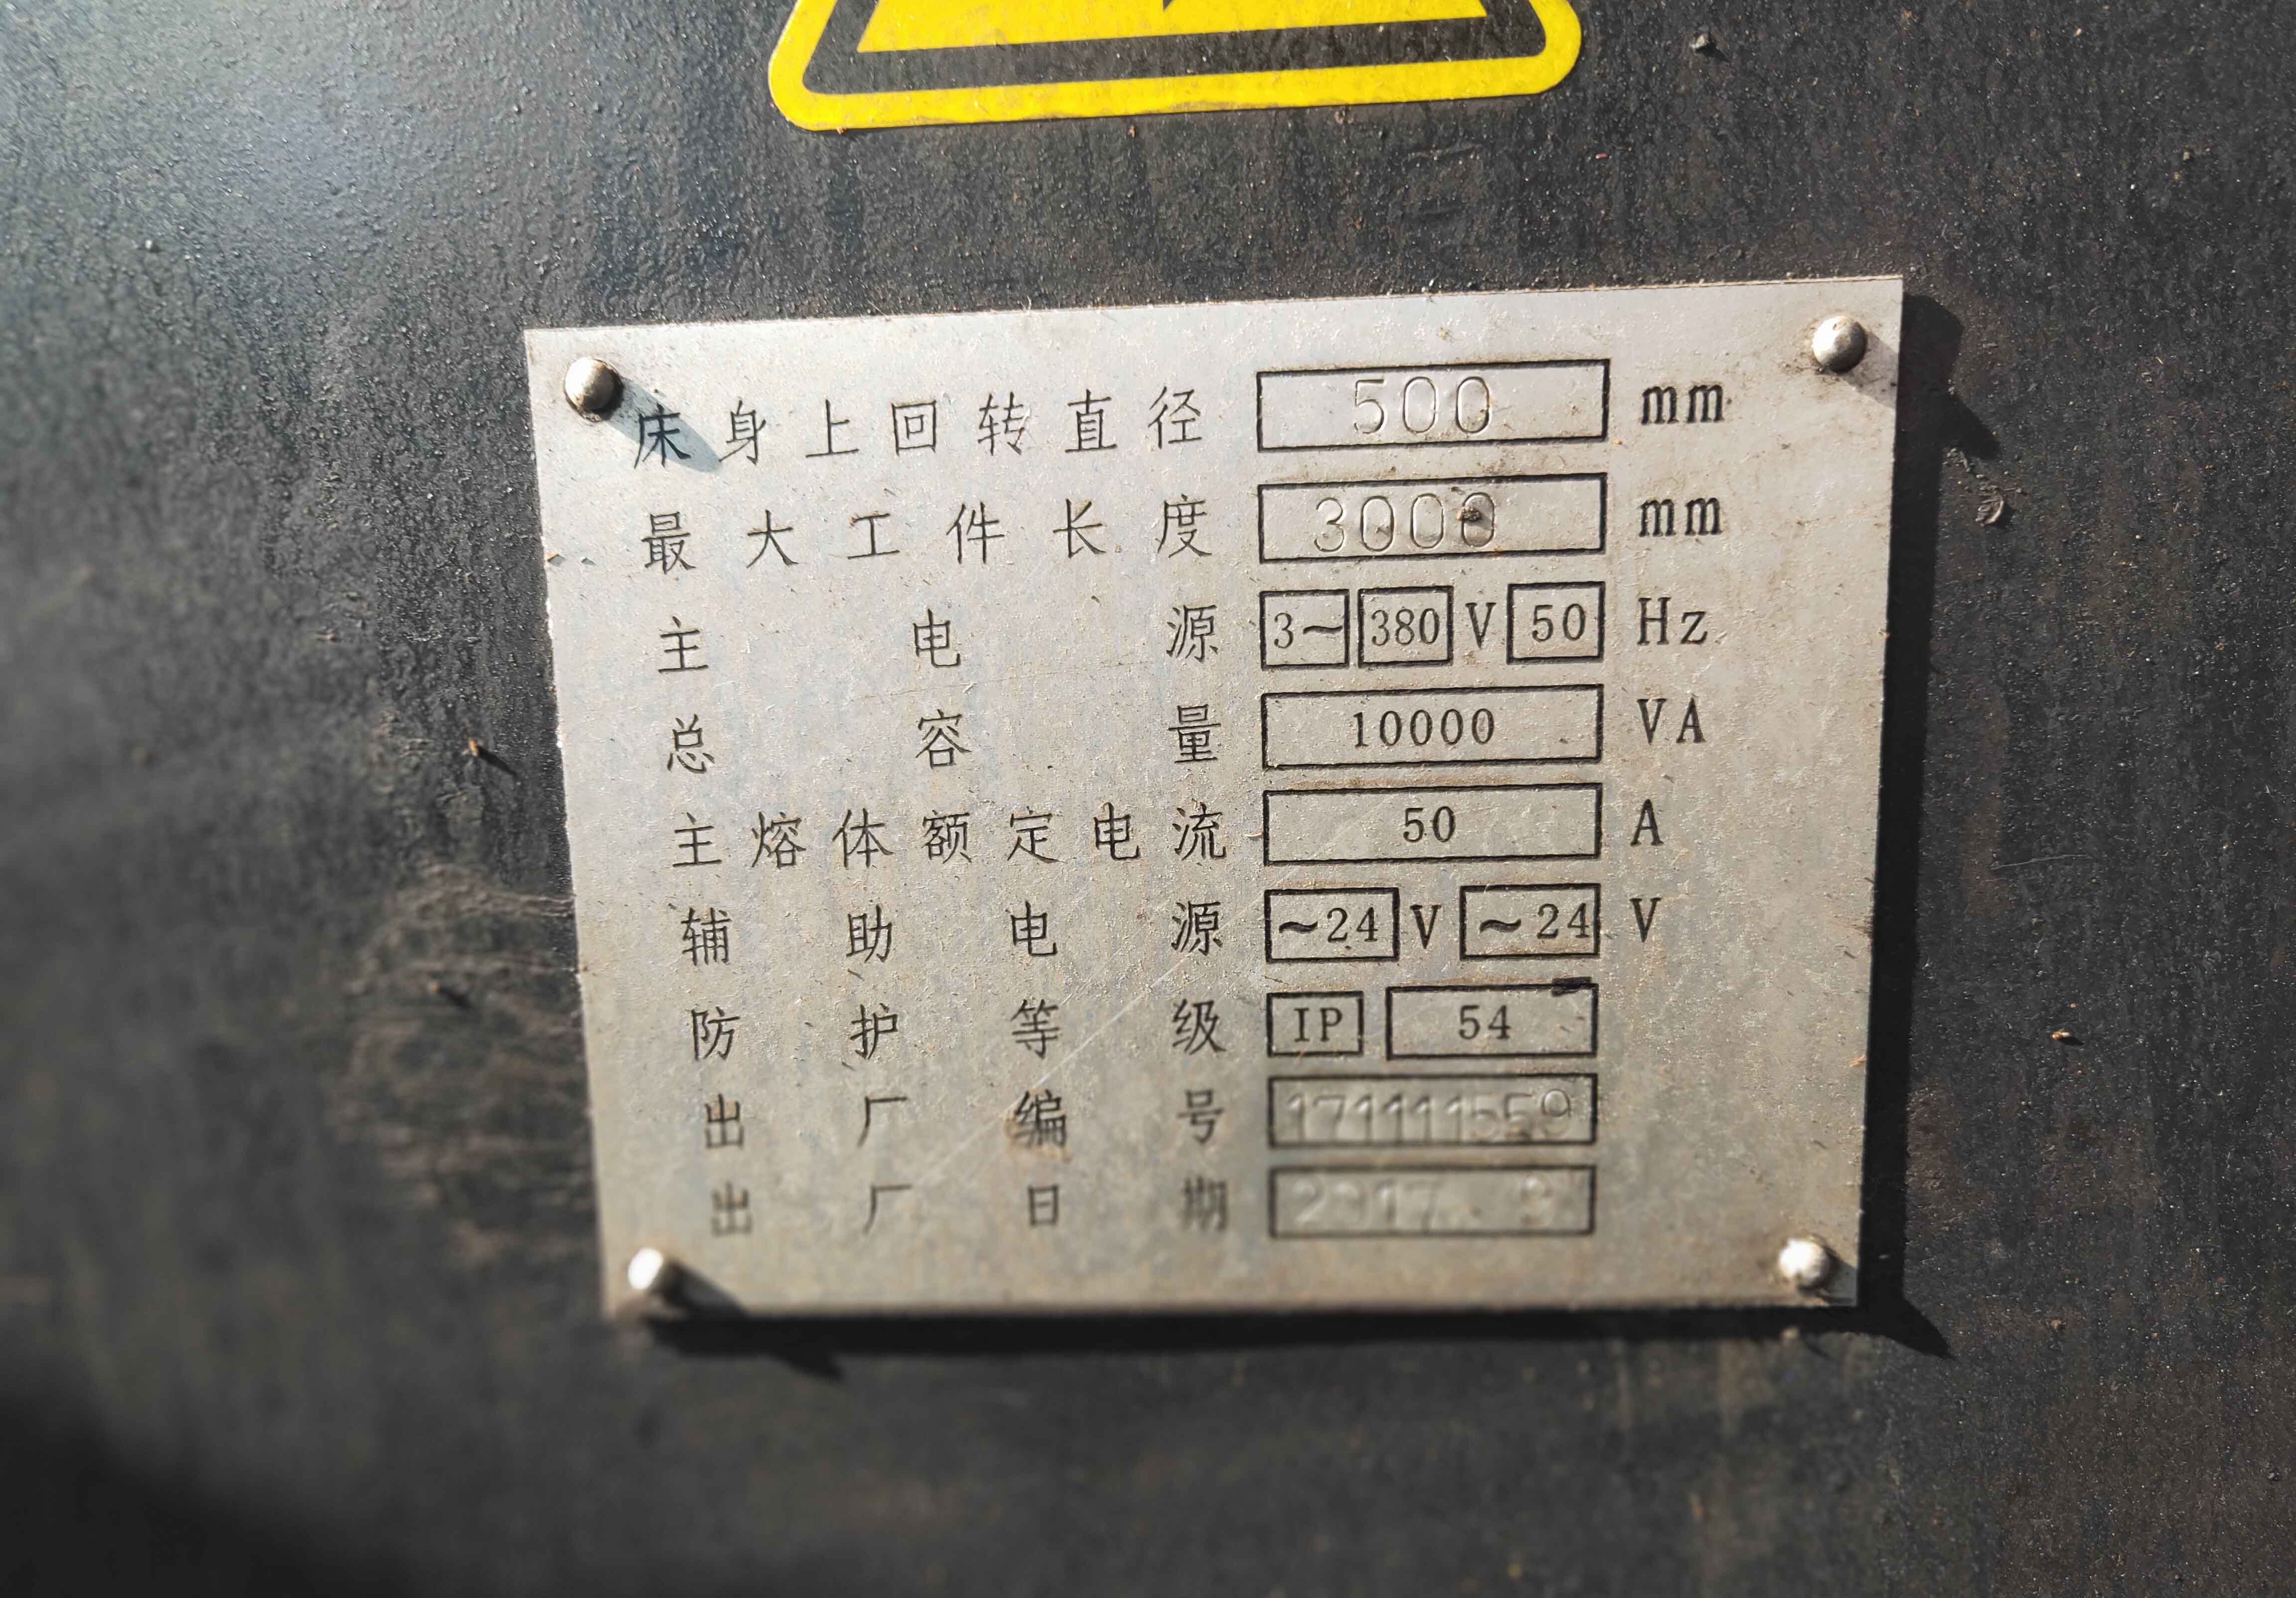 床身上回转直径 500 mm
最大工件长度 3000 mm
主电源 3~ 380 V 50 Hz
总容量 10000 VA
主熔体额定电流 50 A
辅助电源 ~24 V ~24 V
防护等级 IP 54
出厂编号
出厂日期 2017.